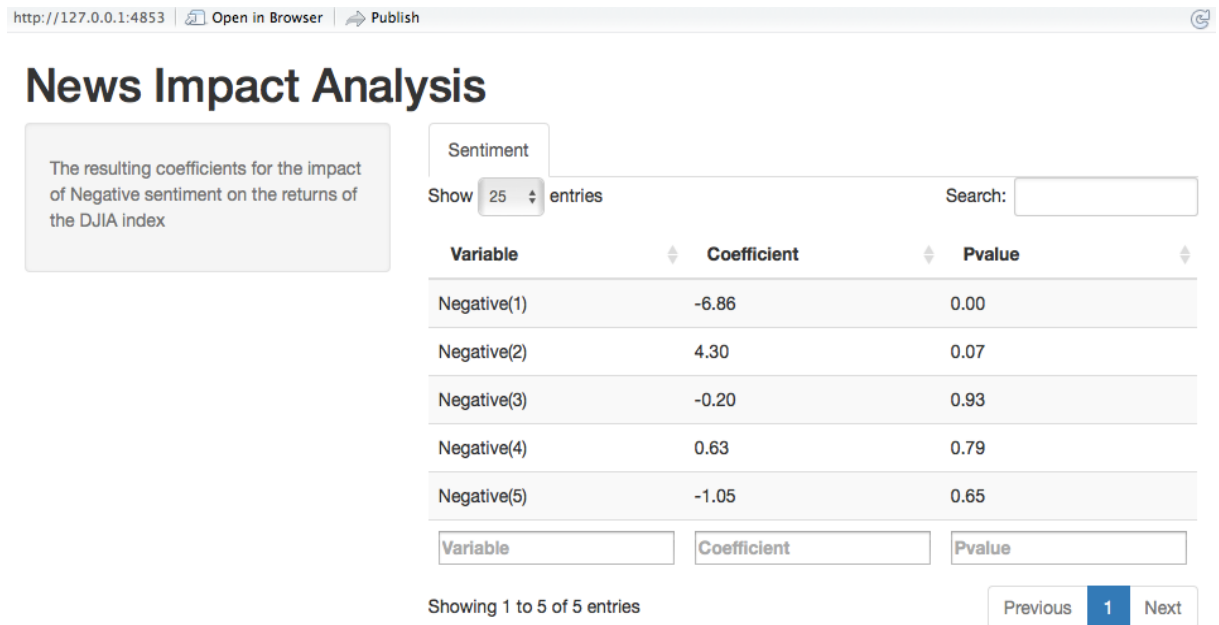 http://127.0.0.1:4853 Open in Browser Publish
News Impact Analysis
The resulting coefficients for the impact
of Negative sentiment on the returns of
the DJIA index
Sentiment
Show 25 entries Search:
Variable Coefficient Pvalue
Negative(1) -6.86 0.00
Negative(2) 4.30 0.07
Negative(3) -0.20 0.93
Negative(4) 0.63 0.79
Negative(5) -1.05 0.65
Variable Coefficient Pvalue
Showing 1 to 5 of 5 entries Previous 1 Next